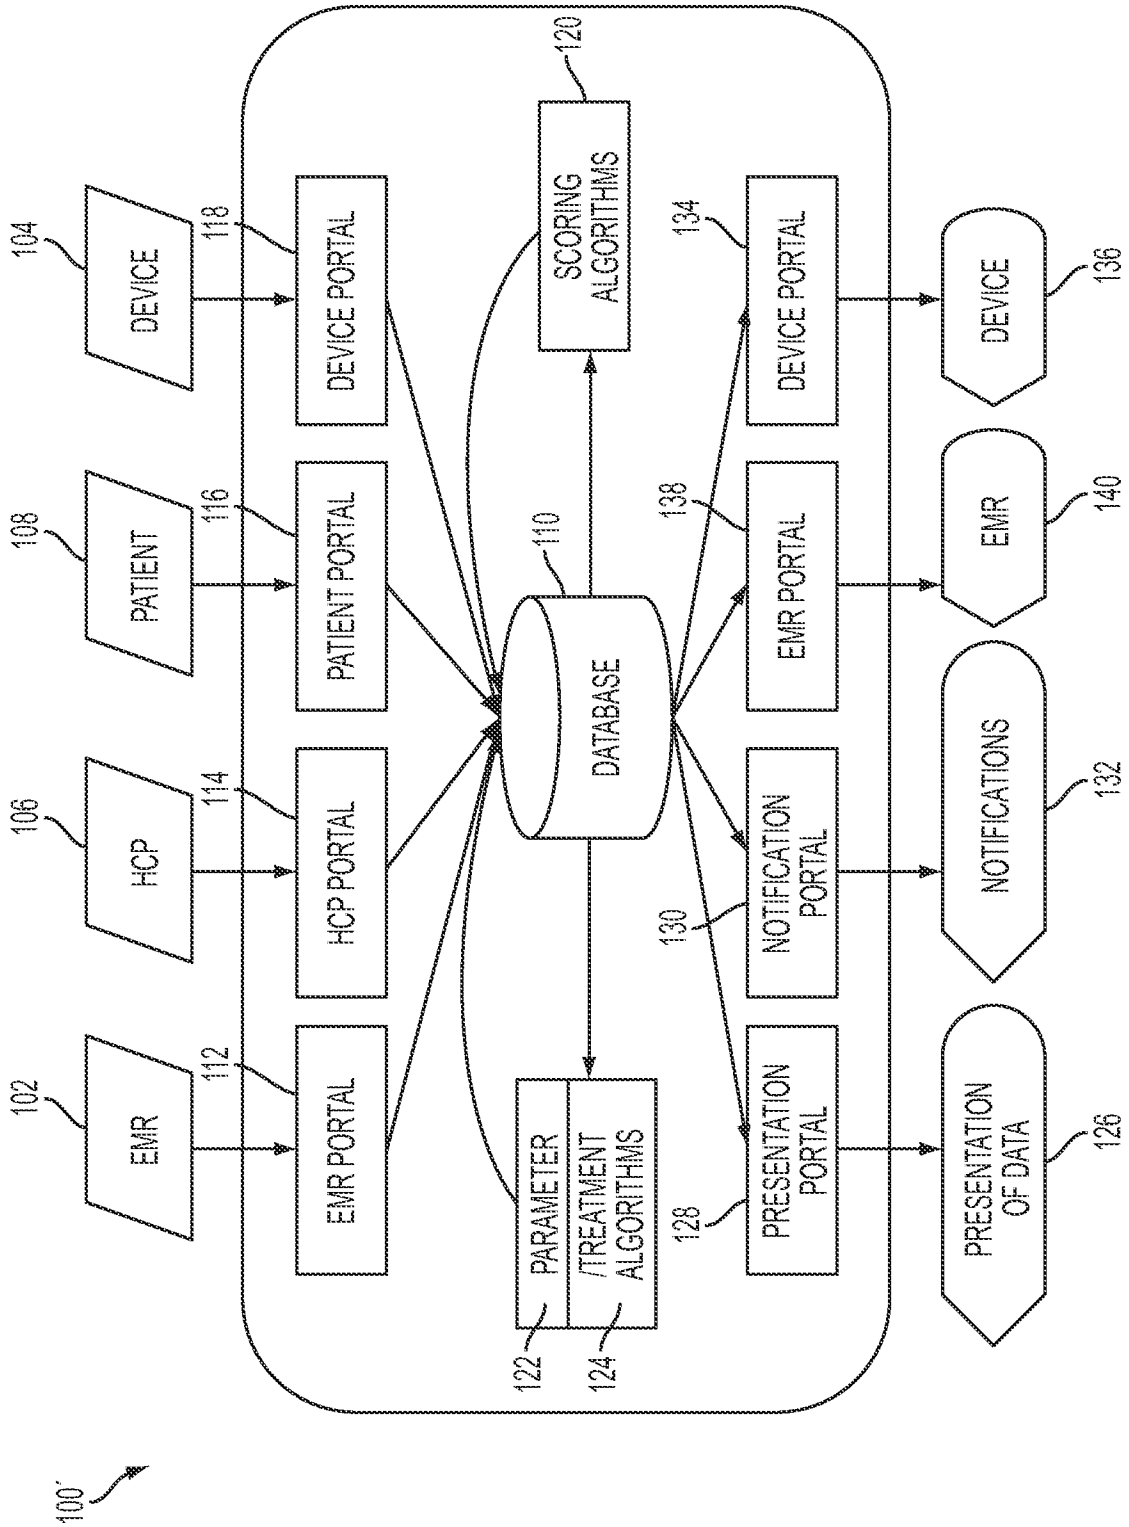 100'
102
106
108
104
EMR
HCP
PATIENT
DEVICE
112
114
116
118
EMR PORTAL
HCP PORTAL
PATIENT PORTAL
DEVICE PORTAL
122
PARAMETER
124
/TREATMENT
ALGORITHMS
110
DATABASE
120
SCORING
ALGORITHMS
128
130
138
134
PRESENTATION
PORTAL
NOTIFICATION
PORTAL
EMR PORTAL
DEVICE PORTAL
PRESENTATION
OF DATA
NOTIFICATIONS
EMR
DEVICE
126
132
140
136